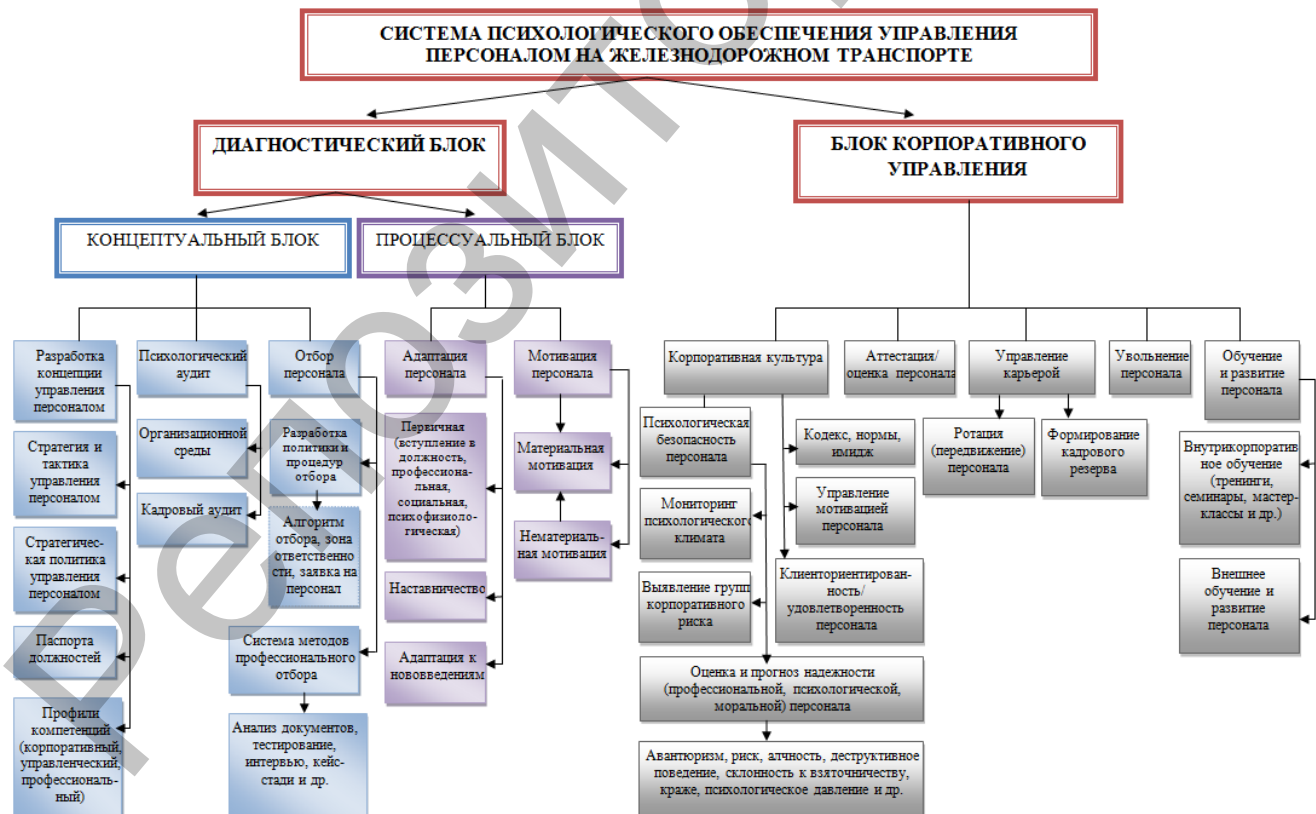 СИСТЕМА ПСИХОЛОГИЧЕСКОГО ОБЕСПЕЧЕНИЯ УПРАВЛЕНИЯ
ПЕРСОНАЛОМ НА ЖЕЛЕЗНОДОРОЖНОМ ТРАНСПОРТЕ
ДИАГНОСТИЧЕСКИЙ БЛОК
БЛОК КОРПОРАТИВНОГО
УПРАВЛЕНИЯ
КОНЦЕПТУАЛЬНЫЙ БЛОК
ПРОЦЕССУАЛЬНЫЙ БЛОК
Разработка
концепции
управления
персоналом
Стратегия и
тактика
управления
персоналом
Стратегичес-
кая политика
управления
персоналом
Паспорта
должностей
Профили
компетенций
(корпоративный,
управленческий,
профессиональ-
ный)
Психологический
аудит
Организационной
среды
Кадровый аудит
Отбор
персонала
Разработка
политики и
процедур
отбора
Алгоритм
отбора, зона
ответственно
сти, заявка на
персонал
Система методов
профессионального
отбора
Анализ документов,
тестирование,
интервью, кейс-
стади и др.
Адаптация
персонала
Первичная
(вступление в
должность,
профессиона-
льная,
социальная,
психофизиоло-
гическая)
Наставничество
Адаптация к
нововведениям
Мотивация
персонала
Материальная
мотивация
Нематериаль-
ная мотивация
Корпоративная культура
Психологическая
безопасность
персонала
Мониторинг
психологического
климата
Выявление групп
корпоративного
риска
Кодекс, нормы,
имидж
Управление
мотивацией
персонала
Клиенториентирован-
ность/
удовлетворенность
персонала
Оценка и прогноз надежности
(профессиональной, психологической,
моральной) персонала
Авантюризм, риск, алчность, деструктивное
поведение, склонность к взяточничеству,
краже, психологическое давление и др.
Аттестация/
оценка персонала
Управление
карьерой
Ротация
(передвижение)
персонала
Формирование
кадрового
резерва
Увольнение
персонала
Обучение
и развитие
персонала
Внутрикорпоратив
ное обучение
(тренинги,
семинары, мастер-
классы и др.)
Внешнее
обучение и
развитие
персонала